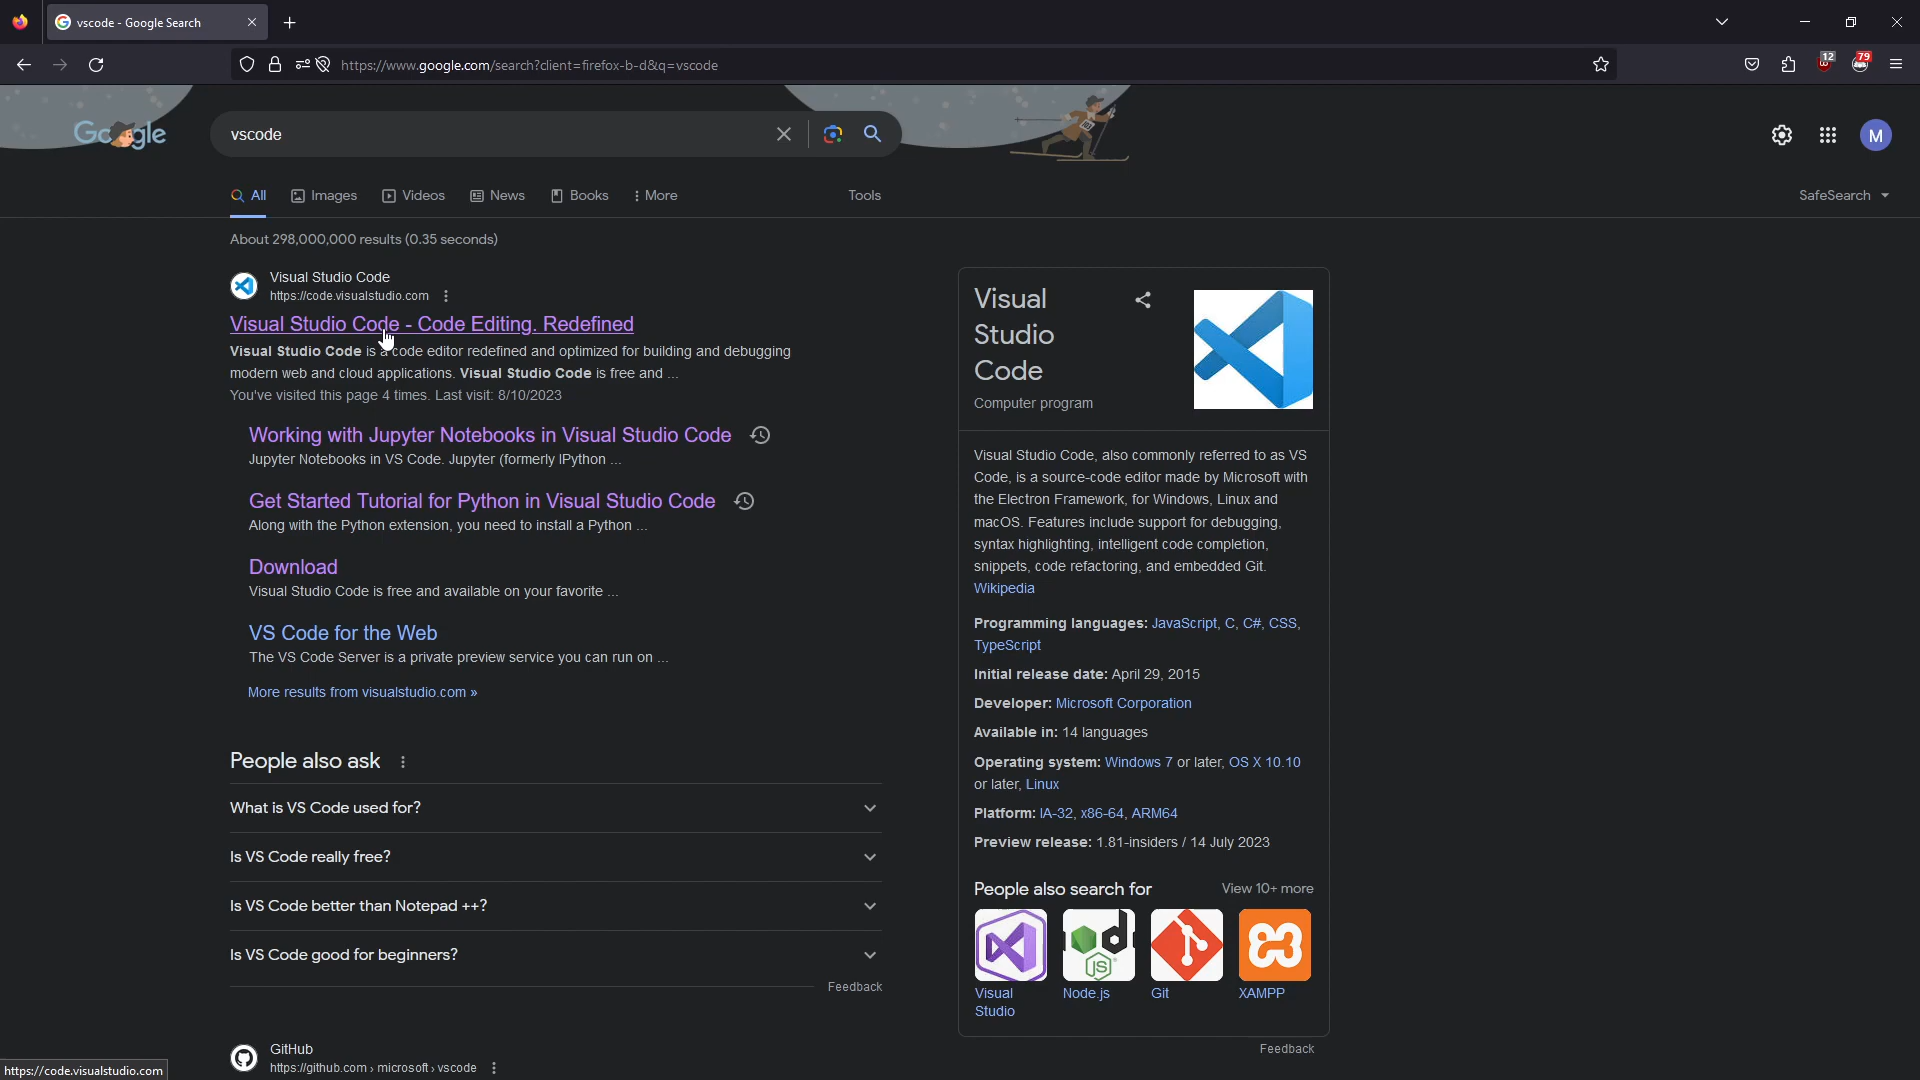 vscode - Google Search
https://www.google.com/search?client=firefox-b-d&q=vscode
12
79
Google
vscode
M
All
Images
Videos
News
Books
More
Tools
SafeSearch
About 298,000,000 results (0.35 seconds)
Visual Studio Code
https://code.visualstudio.com
Visual Studio Code - Code Editing. Redefined
Visual Studio Code is a code editor redefined and optimized for building and debugging
modern web and cloud applications. Visual Studio Code is free and ...
You've visited this page 4 times. Last visit: 8/10/2023
Working with Jupyter Notebooks in Visual Studio Code
Jupyter Notebooks in VS Code. Jupyter (formerly IPython ...
Get Started Tutorial for Python in Visual Studio Code
Along with the Python extension, you need to install a Python ...
Download
Visual Studio Code is free and available on your favorite ...
VS Code for the Web
The VS Code Server is a private preview service you can run on ...
More results from visualstudio.com »
People also ask
What is VS Code used for?
Is VS Code really free?
Is VS Code better than Notepad ++?
Is VS Code good for beginners?
Feedback
GitHub
https://github.com › microsoft › vscode
https://code.visualstudio.com
Visual
Studio
Code
Computer program
Visual Studio Code, also commonly referred to as VS
Code, is a source-code editor made by Microsoft with
the Electron Framework, for Windows, Linux and
macOS. Features include support for debugging,
syntax highlighting, intelligent code completion,
snippets, code refactoring, and embedded Git.
Wikipedia
Programming languages: JavaScript, C, C#, CSS,
TypeScript
Initial release date: April 29, 2015
Developer: Microsoft Corporation
Available in: 14 languages
Operating system: Windows 7 or later, OS X 10.10
or later, Linux
Platform: IA-32, x86-64, ARM64
Preview release: 1.81-insiders / 14 July 2023
People also search for
View 10+ more
Visual
Studio
Node.js
Git
XAMPP
Feedback